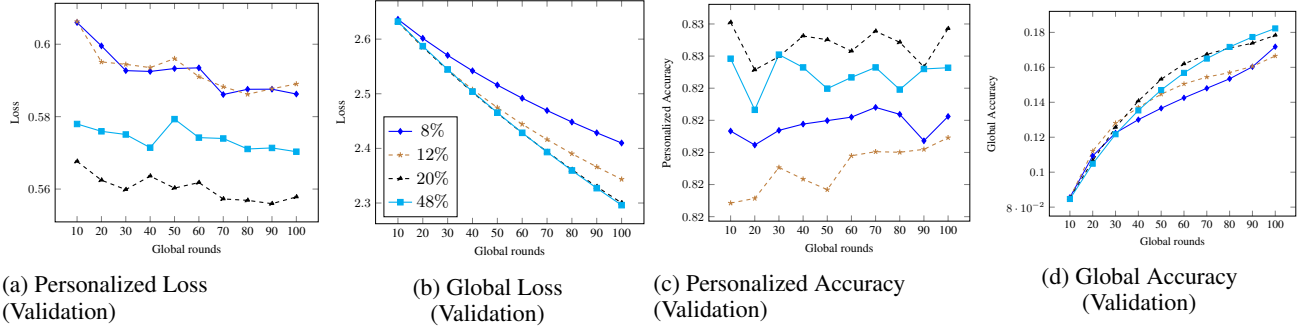 0.6
0.58
0.56
Loss
10 20 30 40 50 60 70 80 90 100
Global rounds
(a) Personalized Loss
(Validation)
2.6
2.5
2.4
2.3
Loss
8%
12%
20%
48%
10 20 30 40 50 60 70 80 90 100
Global rounds
(b) Global Loss
(Validation)
0.83
0.83
0.82
0.82
0.82
0.82
0.82
Personalized Accuracy
10 20 30 40 50 60 70 80 90 100
Global rounds
(c) Personalized Accuracy
(Validation)
0.18
0.16
0.14
0.12
0.1
8 · 10⁻²
Global Accuracy
10 20 30 40 50 60 70 80 90 100
Global rounds
(d) Global Accuracy
(Validation)